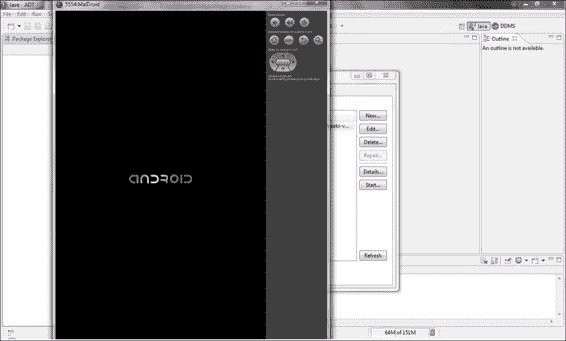 Java - ADT
5554:MalDroid
File Edit Run
Java
DDMS
Package Explorer
Outline
An outline is not available.
New...
Edit...
Delete...
Repair...
Details...
Start...
Refresh
ANDROID
64M of 151M